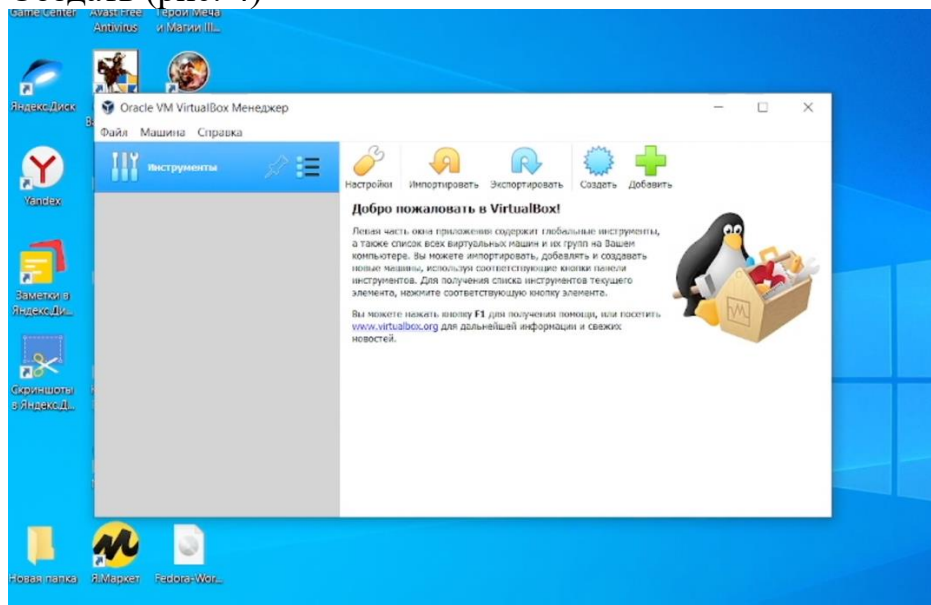 Game Center Avast Free Герои Меча
Antivirus и Магии III...
Яндекс.Диск
Oracle VM VirtualBox Менеджер
Файл Машина Справка
Инструменты
Настройки Импортировать Экспортировать Создать Добавить
Yandex
Добро пожаловать в VirtualBox!
Левая часть окна приложения содержит глобальные инструменты,
а также список всех виртуальных машин и их групп на Вашем
компьютере. Вы можете импортировать, добавлять и создавать
новые машины, используя соответствующие кнопки панели
инструментов. Для получения списка инструментов текущего
элемента, нажмите соответствующую кнопку элемента.
Вы можете нажать кнопку F1 для получения помощи, или посетить
www.virtualbox.org для дальнейшей информации и свежих
новостей.
Заметки в
Яндекс.Ди...
Скриншоты
в Яндекс.Д...
Новая папка Я.Маркет Fedora-Wor...